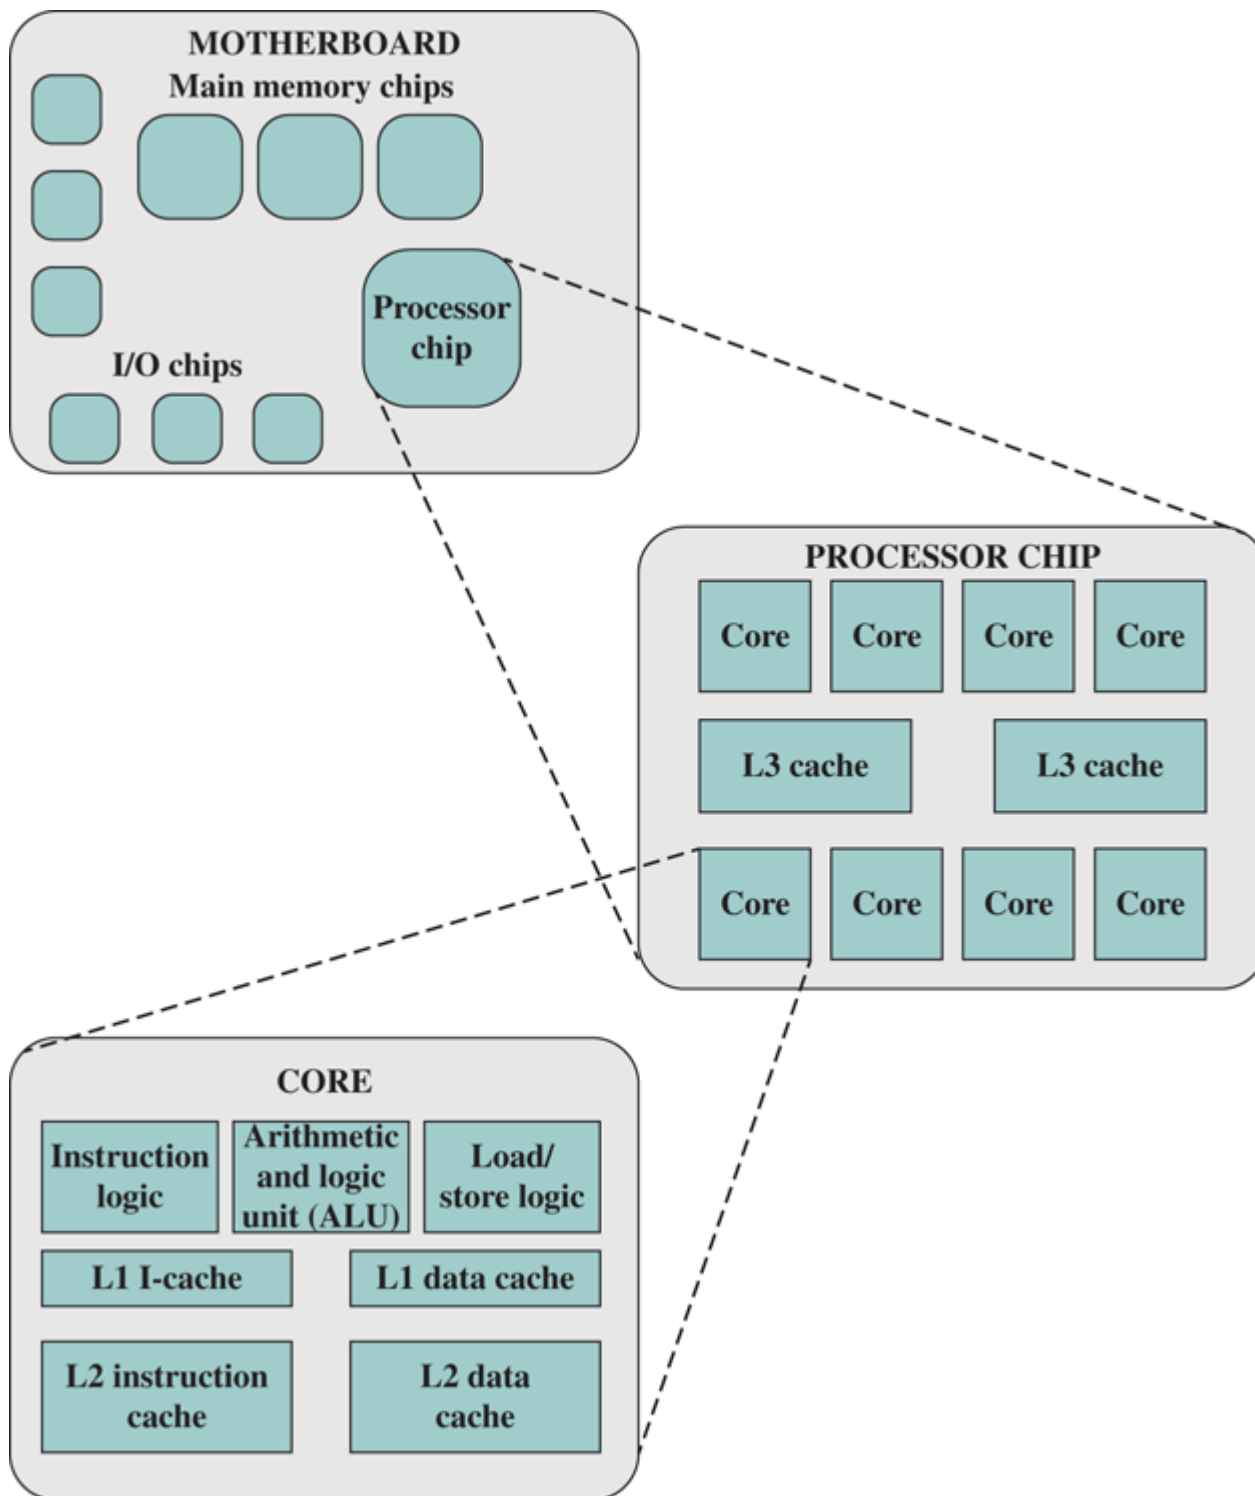 MOTHERBOARD
Main memory chips
Processor
chip
I/O chips
PROCESSOR CHIP
Core
Core
Core
Core
L3 cache
L3 cache
Core
Core
Core
Core
CORE
Instruction
logic
Arithmetic
and logic
unit (ALU)
Load/
store logic
L1 I-cache
L1 data cache
L2 instruction
cache
L2 data
cache